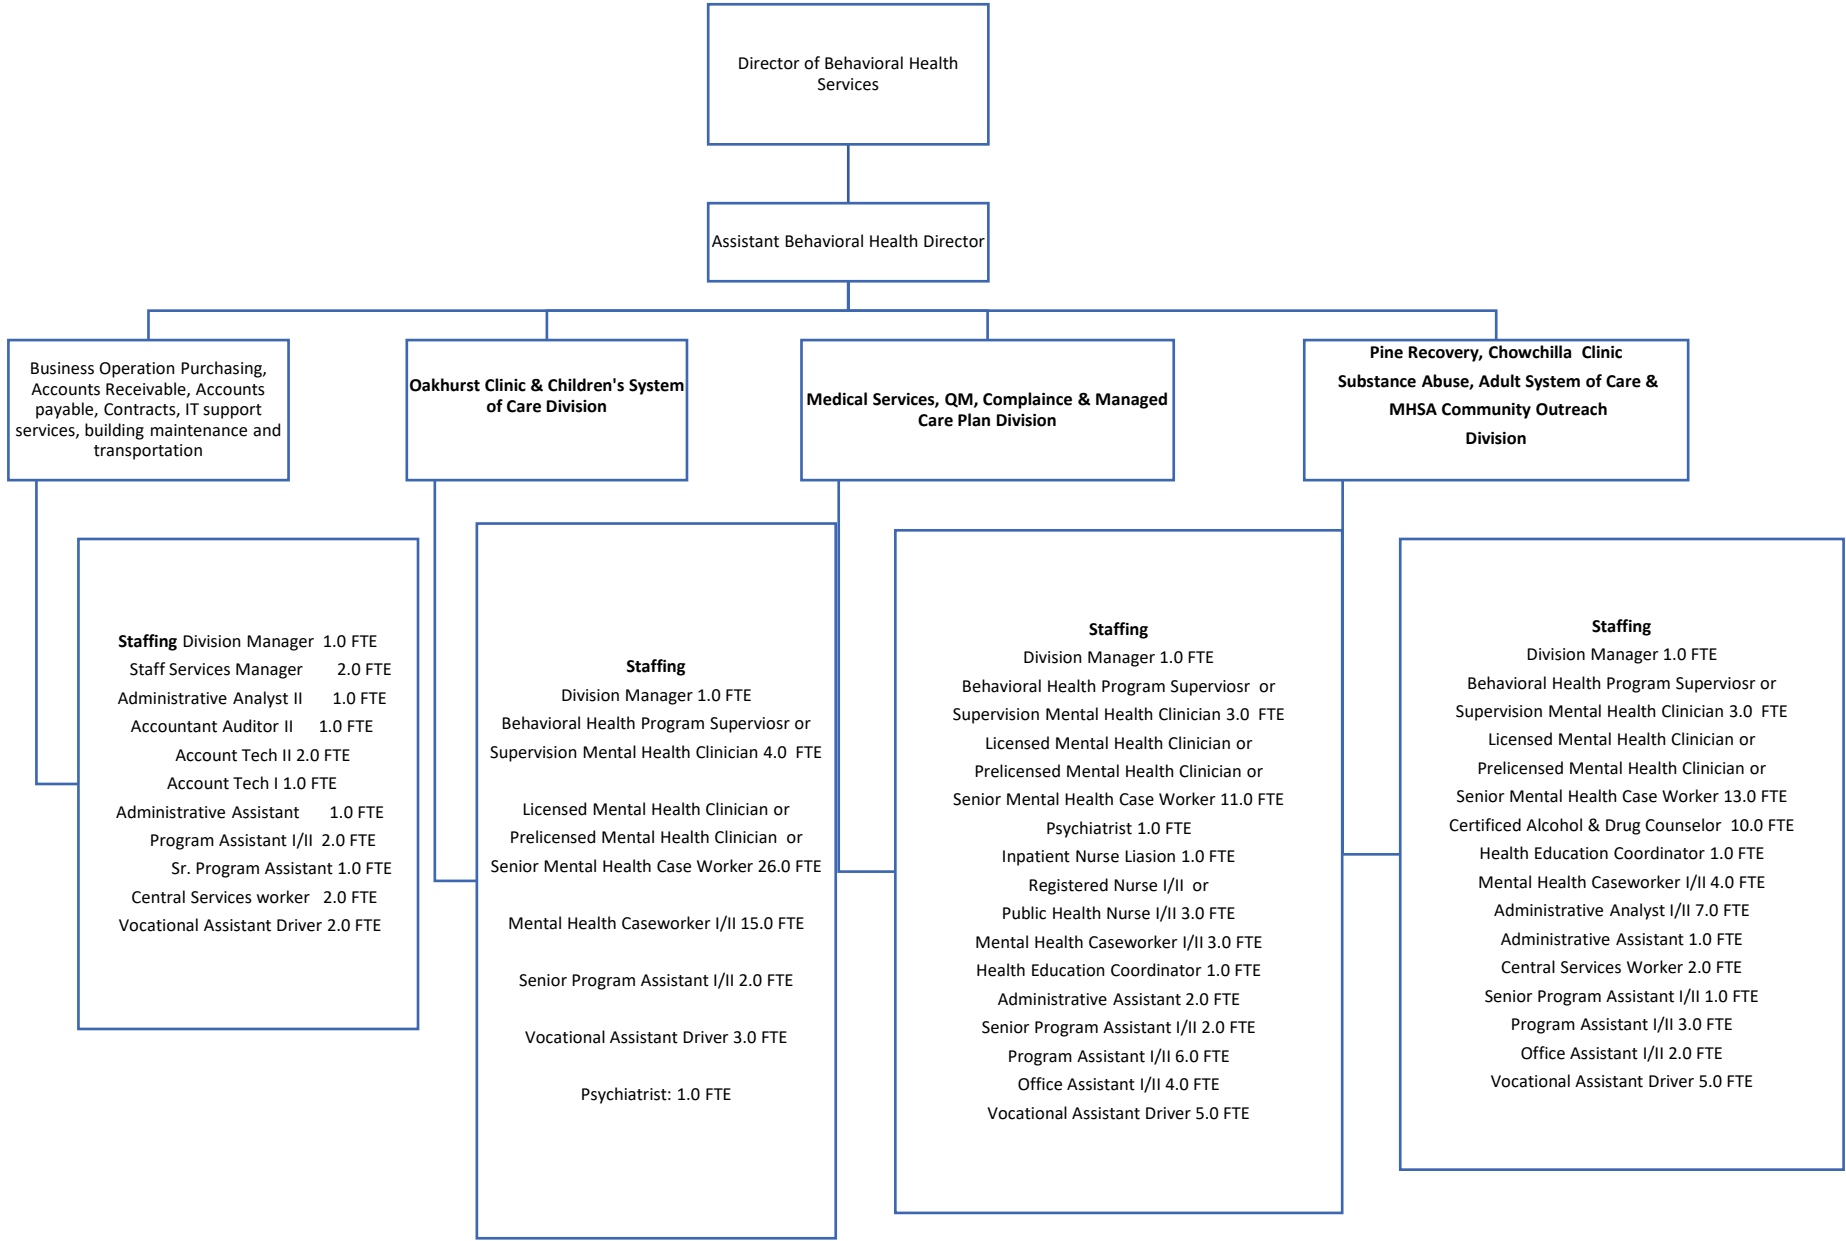 Director of Behavioral Health
Services
Assistant Behavioral Health Director
Business Operation Purchasing,
Accounts Receivable, Accounts
payable, Contracts, IT support
services, building maintenance and
transportation
Oakhurst Clinic & Children's System
of Care Division
Medical Services, QM, Complaince & Managed
Care Plan Division
Pine Recovery, Chowchilla Clinic
Substance Abuse, Adult System of Care &
MHSA Community Outreach
Division
Staffing Division Manager 1.0 FTE
Staff Services Manager 2.0 FTE
Administrative Analyst II 1.0 FTE
Accountant Auditor II 1.0 FTE
Account Tech II 2.0 FTE
Account Tech I 1.0 FTE
Administrative Assistant 1.0 FTE
Program Assistant I/II 2.0 FTE
Sr. Program Assistant 1.0 FTE
Central Services worker 2.0 FTE
Vocational Assistant Driver 2.0 FTE
Staffing
Division Manager 1.0 FTE
Behavioral Health Program Superviosr or
Supervision Mental Health Clinician 4.0 FTE
Licensed Mental Health Clinician or
Prelicensed Mental Health Clinician or
Senior Mental Health Case Worker 26.0 FTE
Mental Health Caseworker I/II 15.0 FTE
Senior Program Assistant I/II 2.0 FTE
Vocational Assistant Driver 3.0 FTE
Psychiatrist: 1.0 FTE
Staffing
Division Manager 1.0 FTE
Behavioral Health Program Superviosr or
Supervision Mental Health Clinician 3.0 FTE
Licensed Mental Health Clinician or
Prelicensed Mental Health Clinician or
Senior Mental Health Case Worker 11.0 FTE
Psychiatrist 1.0 FTE
Inpatient Nurse Liasion 1.0 FTE
Registered Nurse I/II or
Public Health Nurse I/II 3.0 FTE
Mental Health Caseworker I/II 3.0 FTE
Health Education Coordinator 1.0 FTE
Administrative Assistant 2.0 FTE
Senior Program Assistant I/II 2.0 FTE
Program Assistant I/II 6.0 FTE
Office Assistant I/II 4.0 FTE
Vocational Assistant Driver 5.0 FTE
Staffing
Division Manager 1.0 FTE
Behavioral Health Program Superviosr or
Supervision Mental Health Clinician 3.0 FTE
Licensed Mental Health Clinician or
Prelicensed Mental Health Clinician or
Senior Mental Health Case Worker 13.0 FTE
Certificed Alcohol & Drug Counselor 10.0 FTE
Health Education Coordinator 1.0 FTE
Mental Health Caseworker I/II 4.0 FTE
Administrative Analyst I/II 7.0 FTE
Administrative Assistant 1.0 FTE
Central Services Worker 2.0 FTE
Senior Program Assistant I/II 1.0 FTE
Program Assistant I/II 3.0 FTE
Office Assistant I/II 2.0 FTE
Vocational Assistant Driver 5.0 FTE